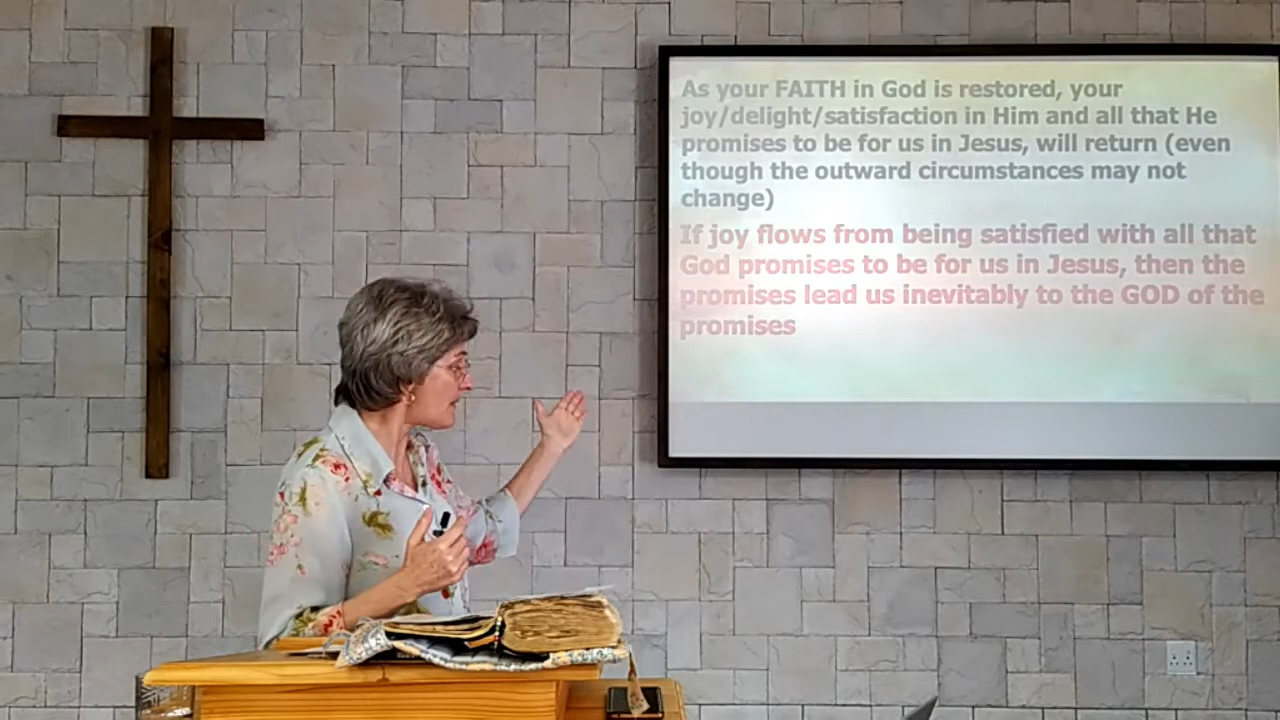 As your FAITH in God is restored, your
joy/delight/satisfaction in Him and all that He
promises to be for us in Jesus, will return (even
though the outward circumstances may not
change)
If joy flows from being satisfied with all that
God promises to be for us in Jesus, then the
promises lead us inevitably to the GOD of the
promises